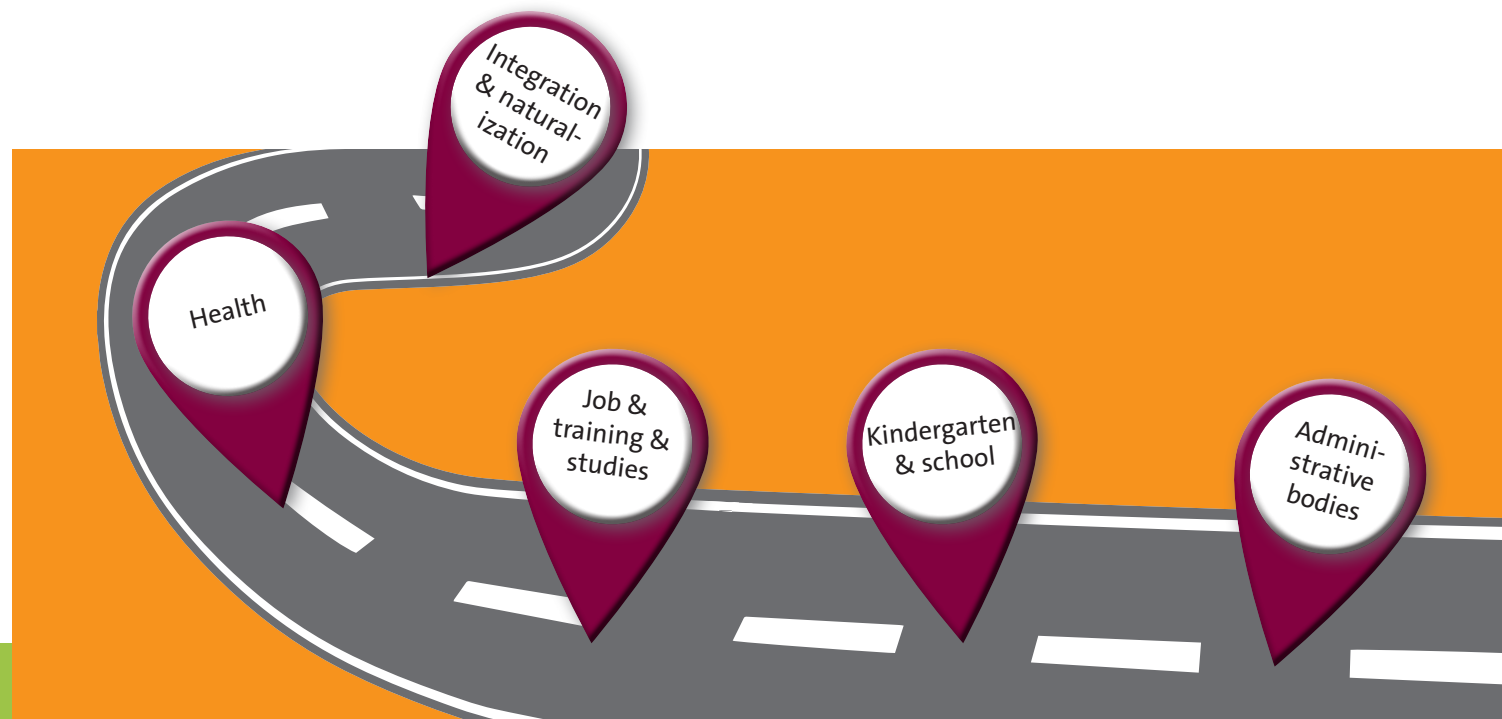 Integration
& natural-
ization
Health
Job &
training &
studies
Kindergarten
& school
Admini-
strative
bodies